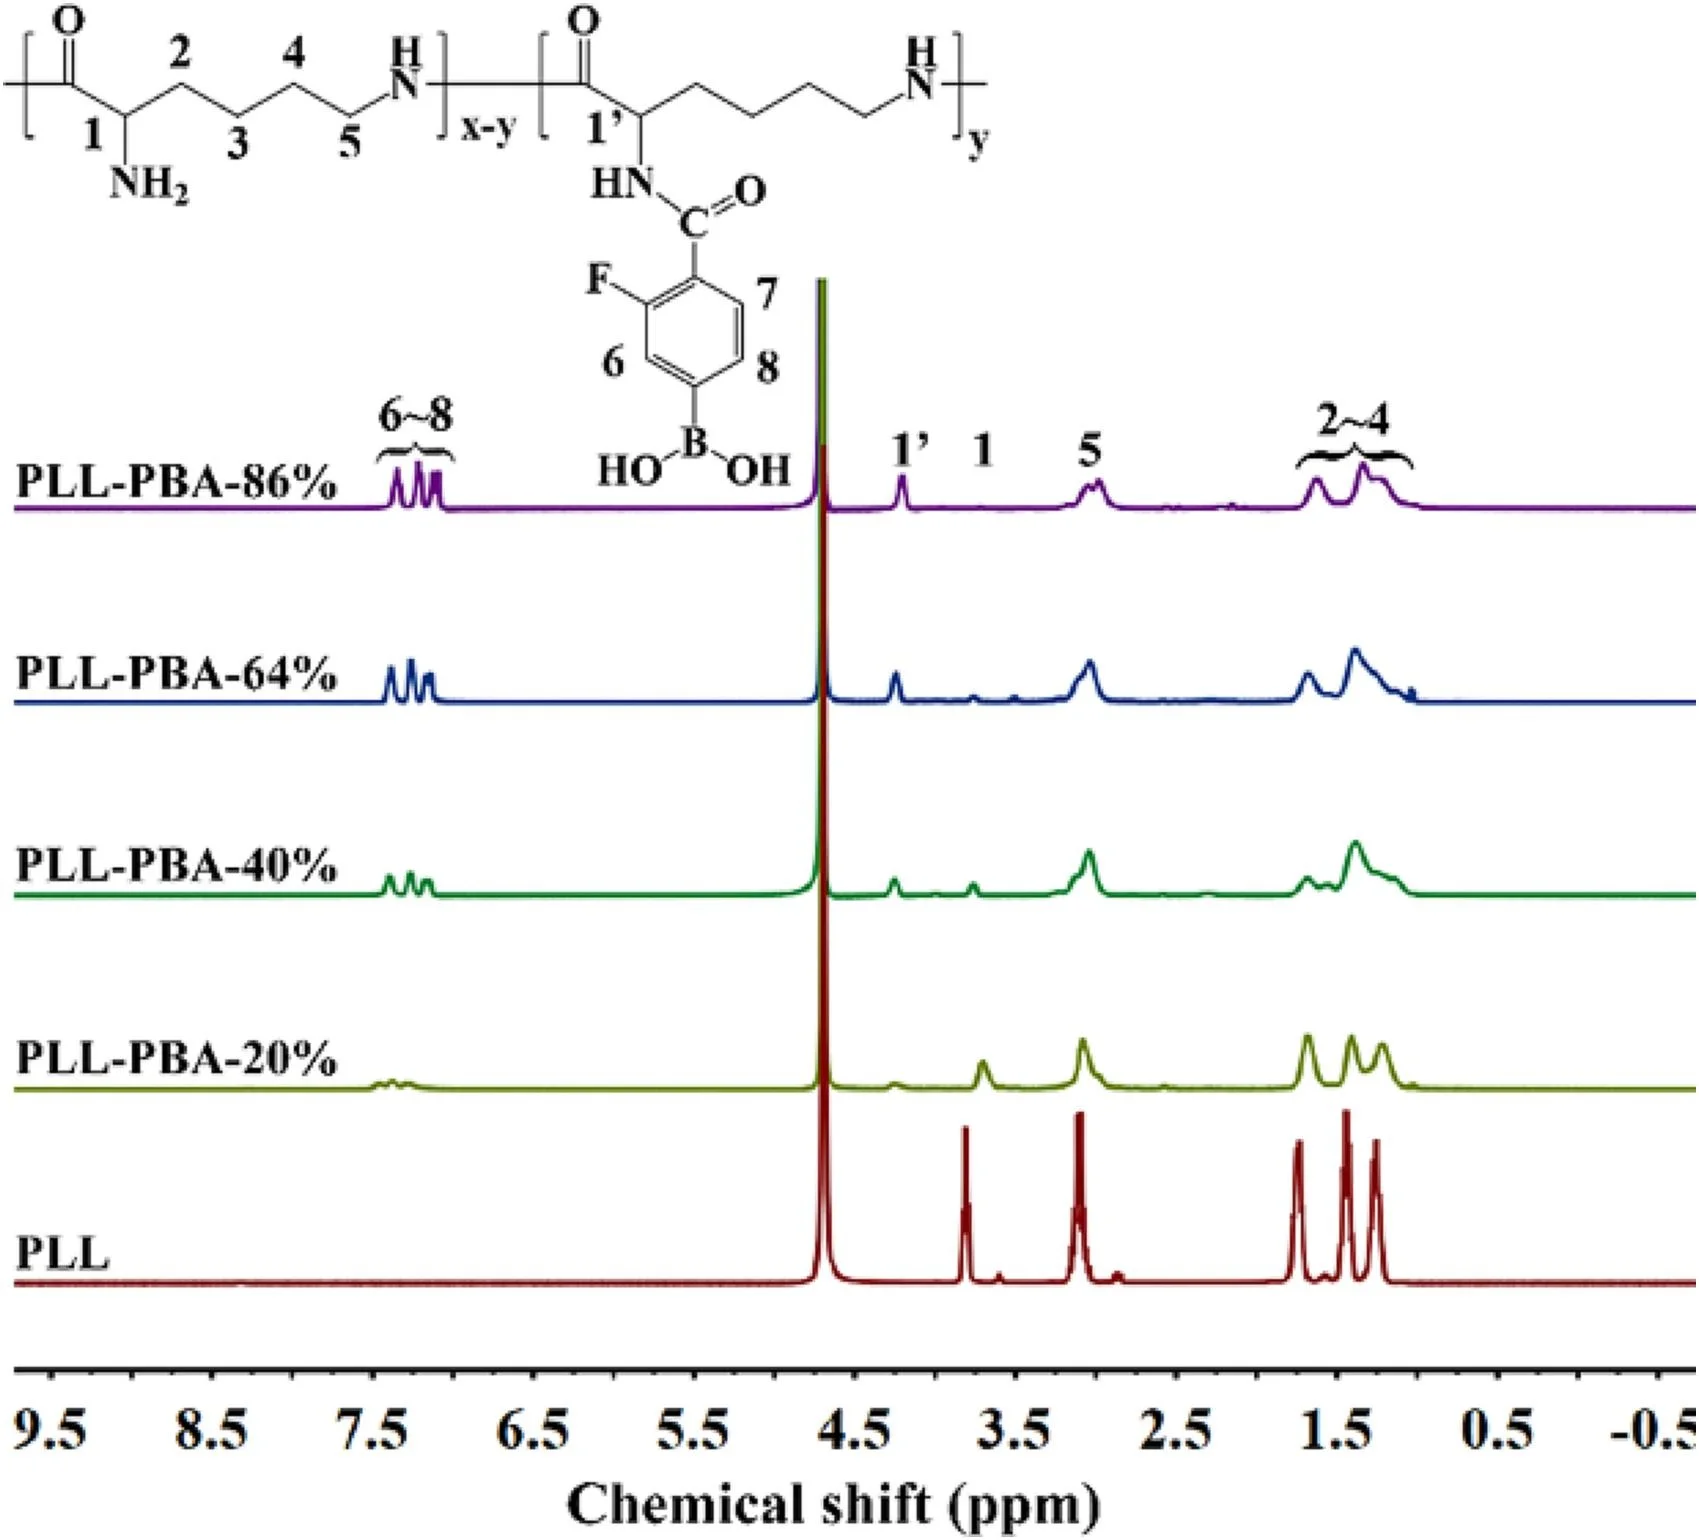 O
O
2
4
H
H
N
N
1
3
5
x-y
1’
y
NH2
HN
O
C
F
7
6
8
B
HO
OH
6~8
1’
1
5
2~4
PLL-PBA-86%
PLL-PBA-64%
PLL-PBA-40%
PLL-PBA-20%
PLL
9.5 8.5 7.5 6.5 5.5 4.5 3.5 2.5 1.5 0.5 -0.5
Chemical shift (ppm)